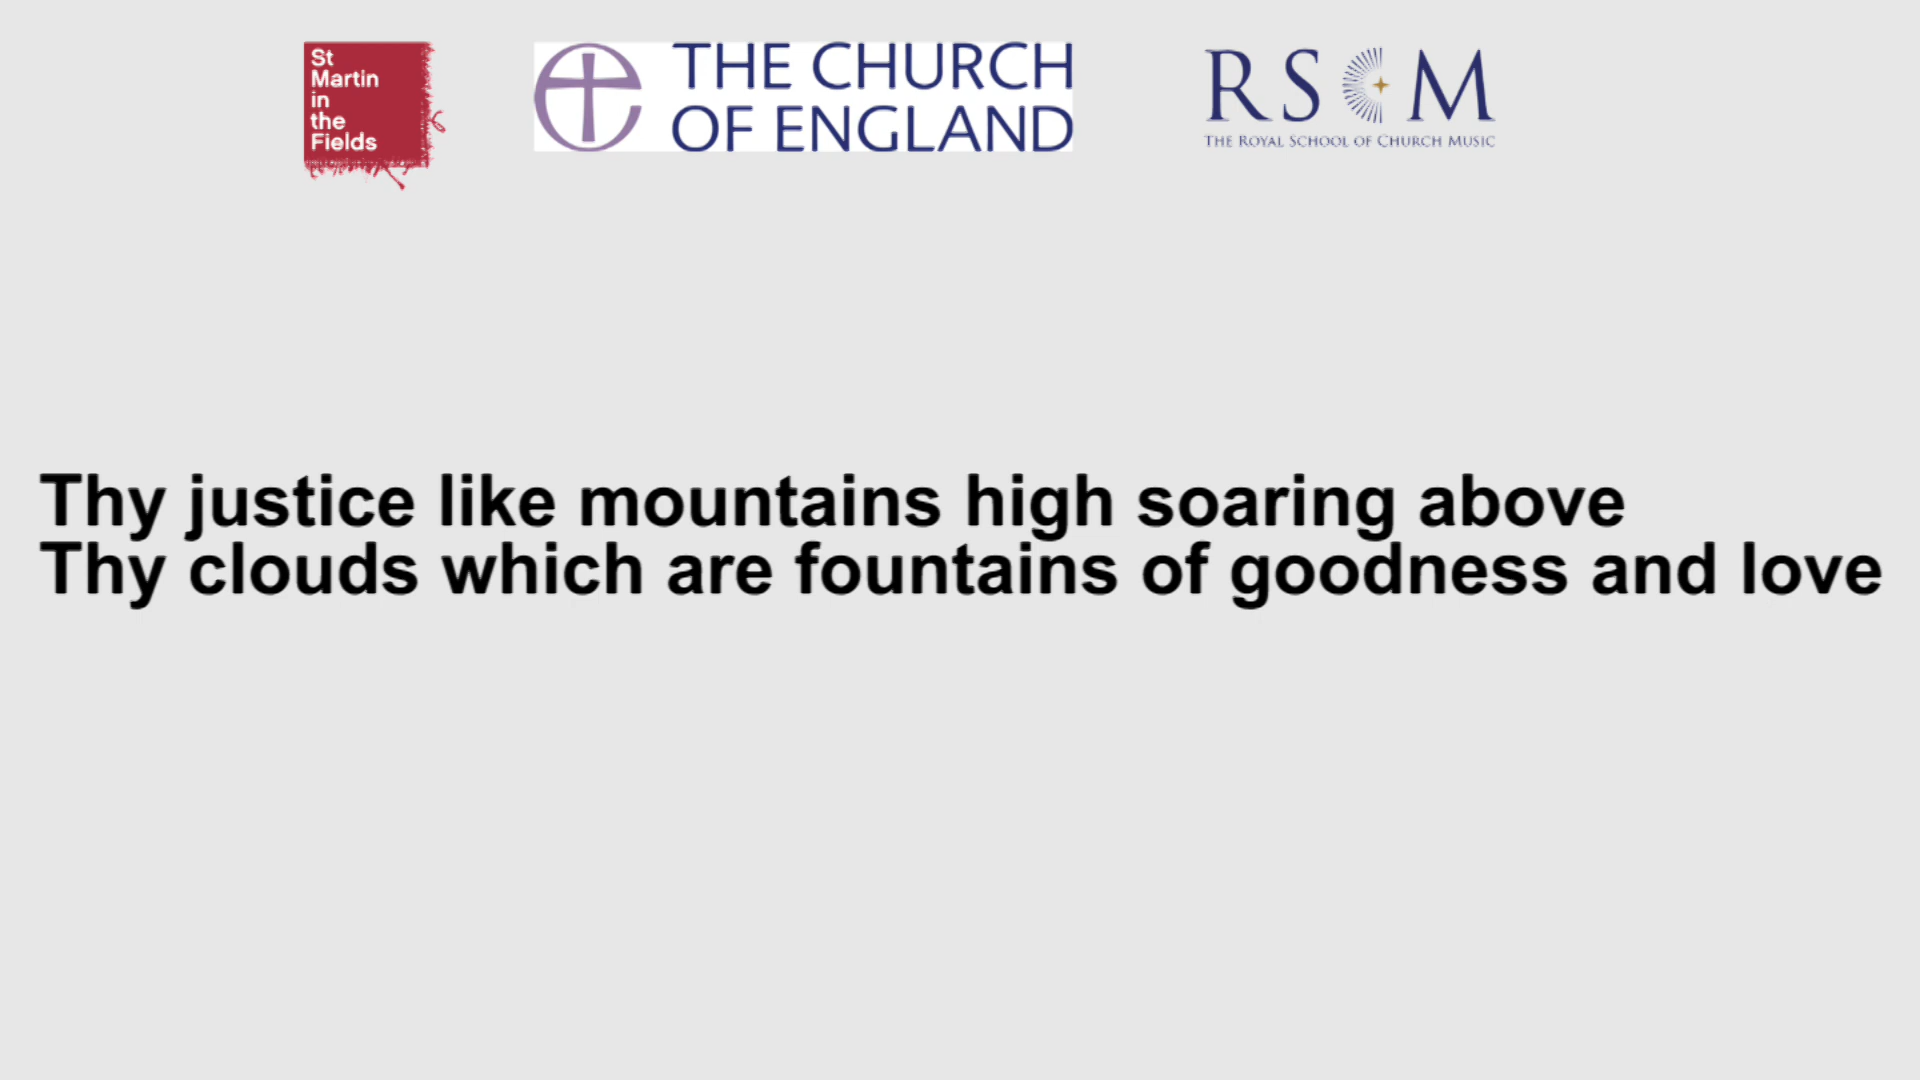 St
Martin
in
the
Fields
THE CHURCH
OF ENGLAND
RSCM
THE ROYAL SCHOOL OF CHURCH MUSIC
Thy justice like mountains high soaring above
Thy clouds which are fountains of goodness and love